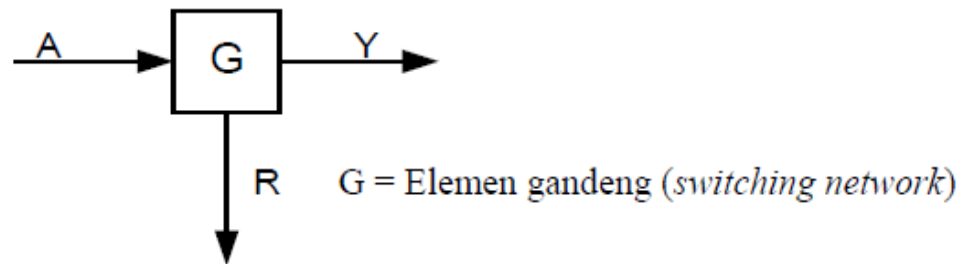 A
G
Y
R
G = Elemen gandeng (switching network)